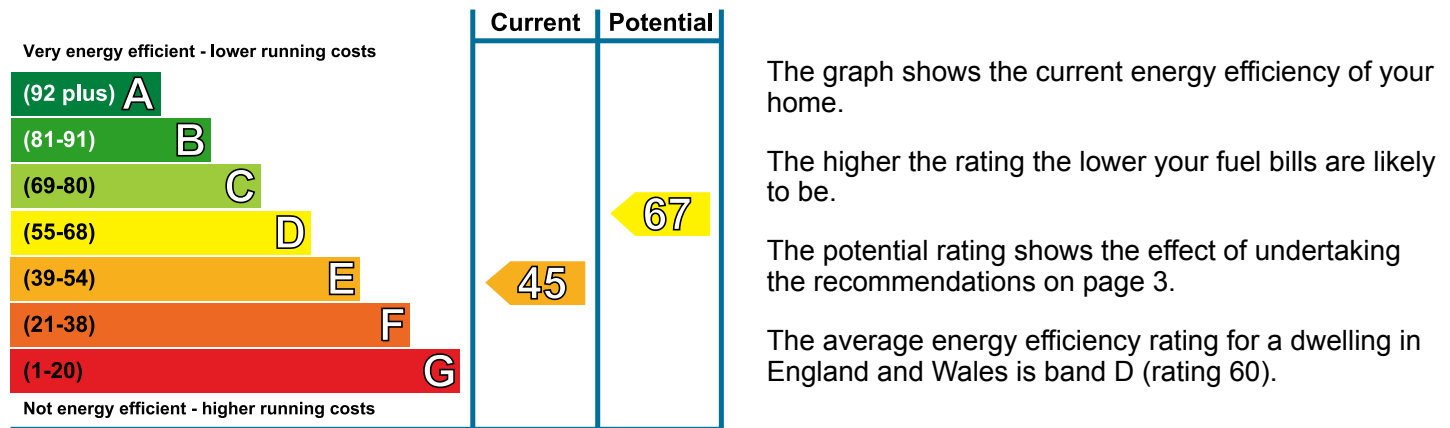 Current Potential
Very energy efficient - lower running costs
(92 plus) A
(81-91) B
(69-80) C
(55-68) D
(39-54) E
(21-38) F
(1-20) G
Not energy efficient - higher running costs
67
45
The graph shows the current energy efficiency of your
home.
The higher the rating the lower your fuel bills are likely
to be.
The potential rating shows the effect of undertaking
the recommendations on page 3.
The average energy efficiency rating for a dwelling in
England and Wales is band D (rating 60).